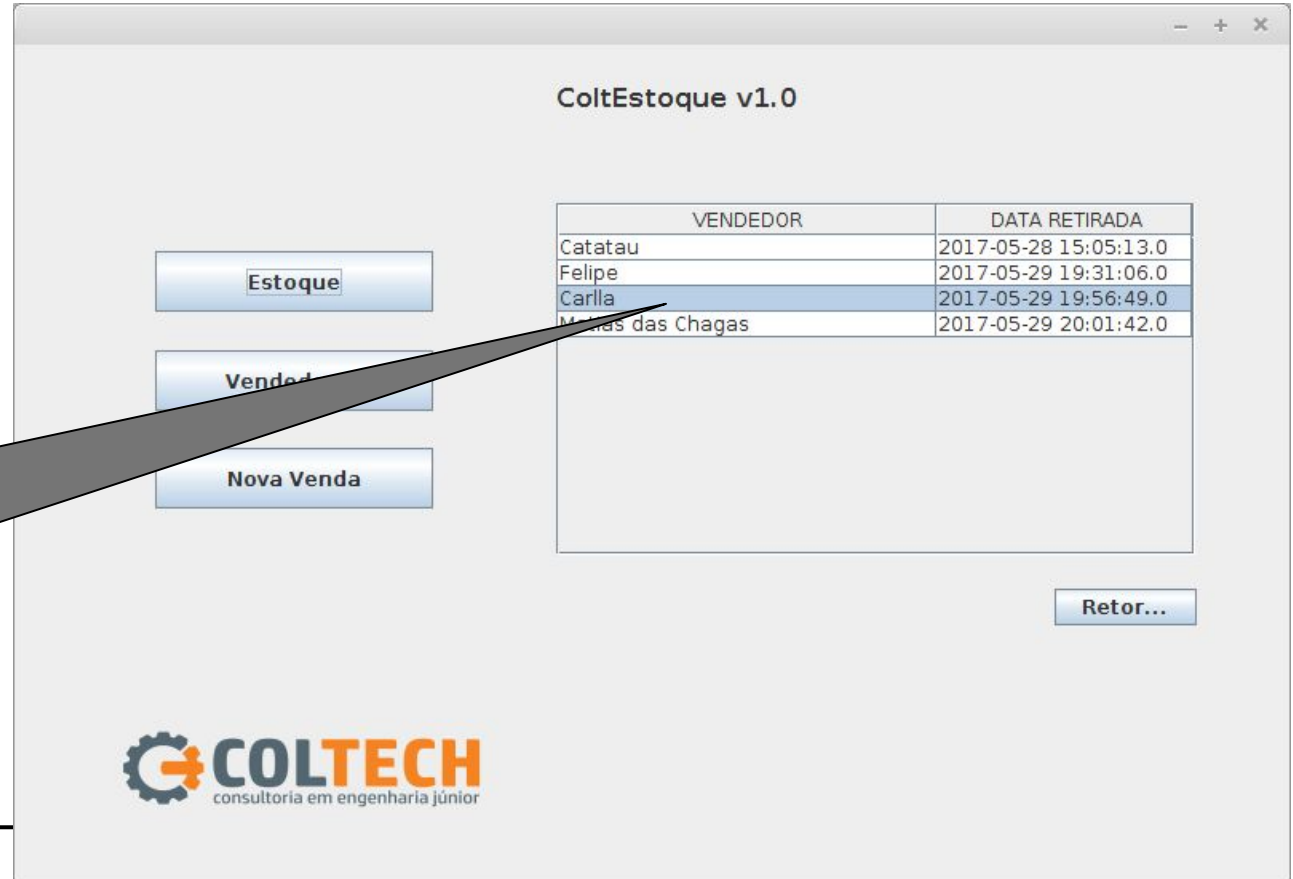 ColtEstoque v1.0
VENDEDOR DATA RETIRADA
Catatau 2017-05-28 15:05:13.0
Felipe 2017-05-29 19:31:06.0
Carlla 2017-05-29 19:56:49.0
Matias das Chagas 2017-05-29 20:01:42.0
Estoque
Nova Venda
Retor...
COLTECH
consultoria em engenharia júnior